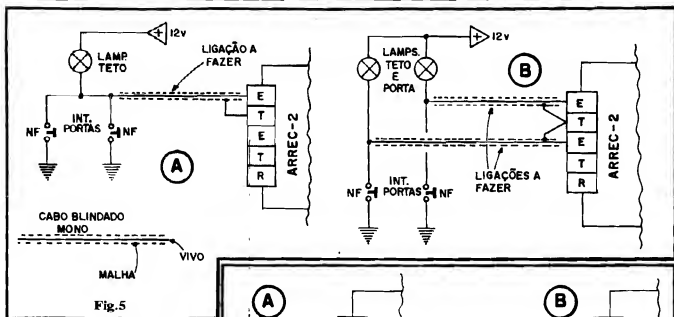 12v
LAMP.
TETO
LIGAÇÃO A
FAZER
INT.
PORTAS
NF
NF
E
T
E
T
R
ARREC-2
A
CABO BLINDADO
MONO
VIVO
MALHA
Fig.5
12v
LAMPS.
TETO
E
PORTA
B
E
T
E
T
R
ARREC-2
LIGAÇÕES A
FAZER
INT.
PORTAS
NF
NF
A
B